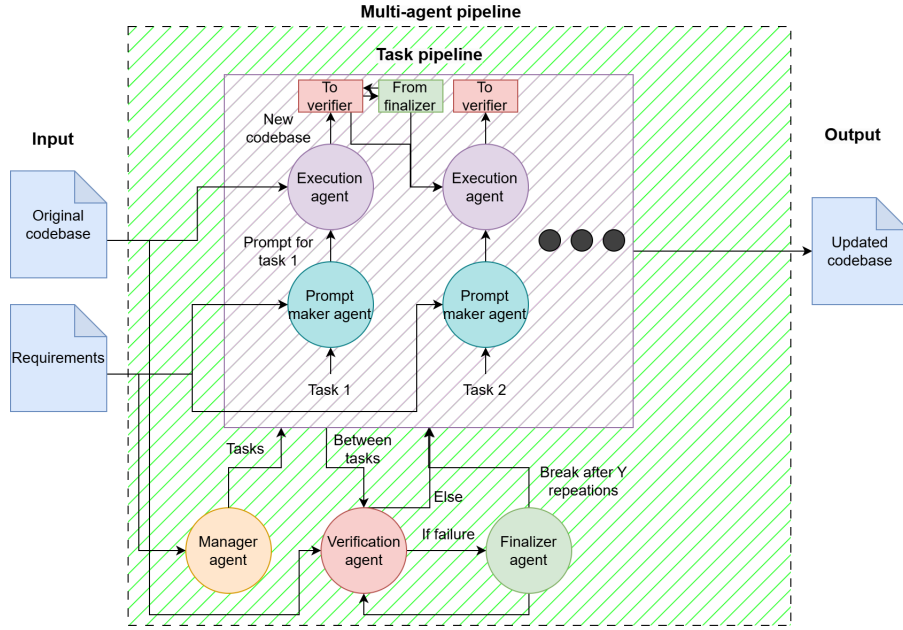 Multi-agent pipeline
Task pipeline
Input
Output
To
verifier
From
finalizer
To
verifier
New
codebase
Execution
agent
Execution
agent
Original
codebase
Updated
codebase
Prompt for
task 1
Prompt
maker agent
Prompt
maker agent
Requirements
Task 1
Task 2
Tasks
Between
tasks
Else
Break after Y
repeations
If failure
Manager
agent
Verification
agent
Finalizer
agent